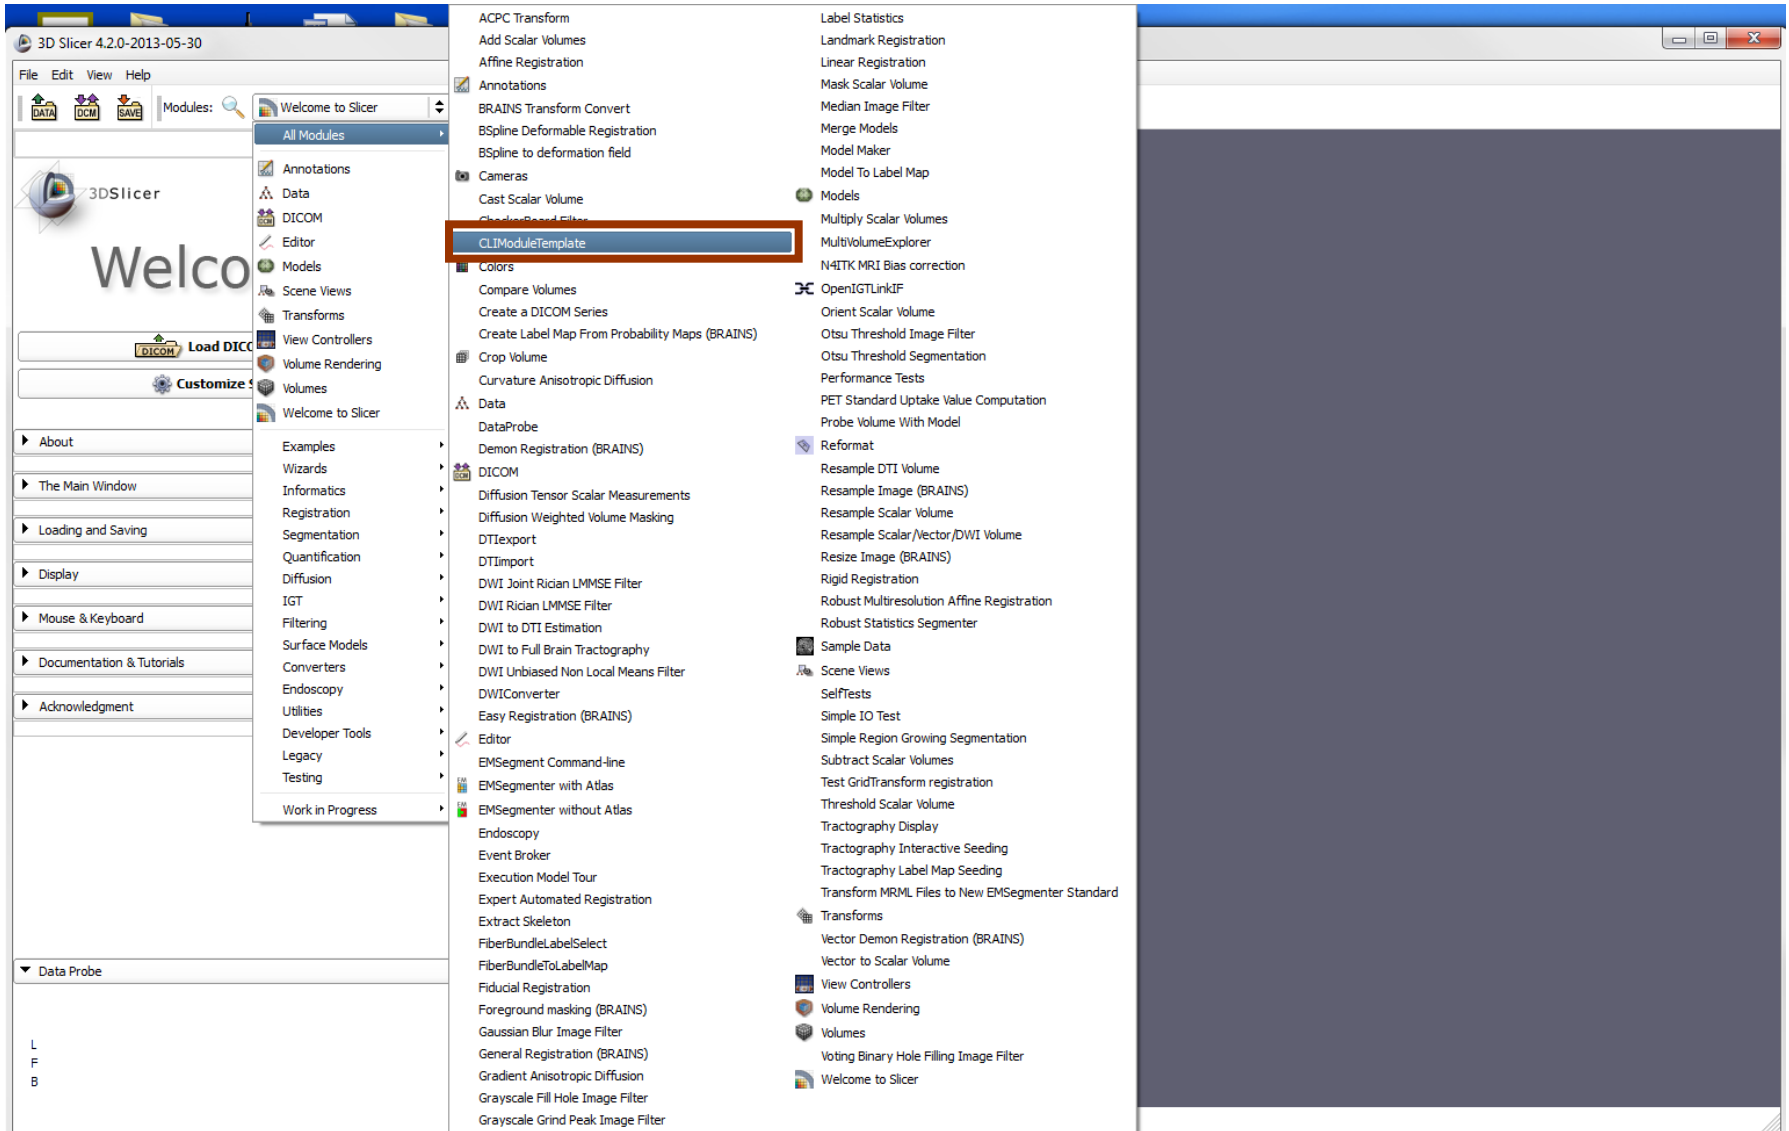 3D Slicer 4.2.0-2013-05-30
File Edit View Help
DATA DCM SAVE Modules: Welcome to Slicer
3DSlicer
Welco
DICOM Load DICO
Customize S
About
The Main Window
Loading and Saving
Display
Mouse & Keyboard
Documentation & Tutorials
Acknowledgment
Data Probe
L
F
B
All Modules
Annotations
Data
DICOM
Editor
Models
Scene Views
Transforms
View Controllers
Volume Rendering
Volumes
Welcome to Slicer
Examples
Wizards
Informatics
Registration
Segmentation
Quantification
Diffusion
IGT
Filtering
Surface Models
Converters
Endoscopy
Utilities
Developer Tools
Legacy
Testing
Work in Progress
ACPC Transform
Add Scalar Volumes
Affine Registration
Annotations
BRAINS Transform Convert
BSpline Deformable Registration
BSpline to deformation field
Cameras
Cast Scalar Volume
CheckerBoard Filter
CLIModuleTemplate
Colors
Compare Volumes
Create a DICOM Series
Create Label Map From Probability Maps (BRAINS)
Crop Volume
Curvature Anisotropic Diffusion
Data
DataProbe
Demon Registration (BRAINS)
DICOM
Diffusion Tensor Scalar Measurements
Diffusion Weighted Volume Masking
DTIexport
DTIimport
DWI Joint Rician LMMSE Filter
DWI Rician LMMSE Filter
DWI to DTI Estimation
DWI to Full Brain Tractography
DWI Unbiased Non Local Means Filter
DWIConverter
Easy Registration (BRAINS)
Editor
EMSegment Command-line
EMSegmenter with Atlas
EMSegmenter without Atlas
Endoscopy
Event Broker
Execution Model Tour
Expert Automated Registration
Extract Skeleton
FiberBundleLabelSelect
FiberBundleToLabelMap
Fiducial Registration
Foreground masking (BRAINS)
Gaussian Blur Image Filter
General Registration (BRAINS)
Gradient Anisotropic Diffusion
Grayscale Fill Hole Image Filter
Grayscale Grind Peak Image Filter
Label Statistics
Landmark Registration
Linear Registration
Mask Scalar Volume
Median Image Filter
Merge Models
Model Maker
Model To Label Map
Models
Multiply Scalar Volumes
MultiVolumeExplorer
N4ITK MRI Bias correction
OpenIGTLinkIF
Orient Scalar Volume
Otsu Threshold Image Filter
Otsu Threshold Segmentation
Performance Tests
PET Standard Uptake Value Computation
Probe Volume With Model
Reformat
Resample DTI Volume
Resample Image (BRAINS)
Resample Scalar Volume
Resample Scalar/Vector/DWI Volume
Resize Image (BRAINS)
Rigid Registration
Robust Multiresolution Affine Registration
Robust Statistics Segmenter
Sample Data
Scene Views
SelfTests
Simple IO Test
Simple Region Growing Segmentation
Subtract Scalar Volumes
Test GridTransform registration
Threshold Scalar Volume
Tractography Display
Tractography Interactive Seeding
Tractography Label Map Seeding
Transform MRML Files to New EMSegmenter Standard
Transforms
Vector Demon Registration (BRAINS)
Vector to Scalar Volume
View Controllers
Volume Rendering
Volumes
Voting Binary Hole Filling Image Filter
Welcome to Slicer